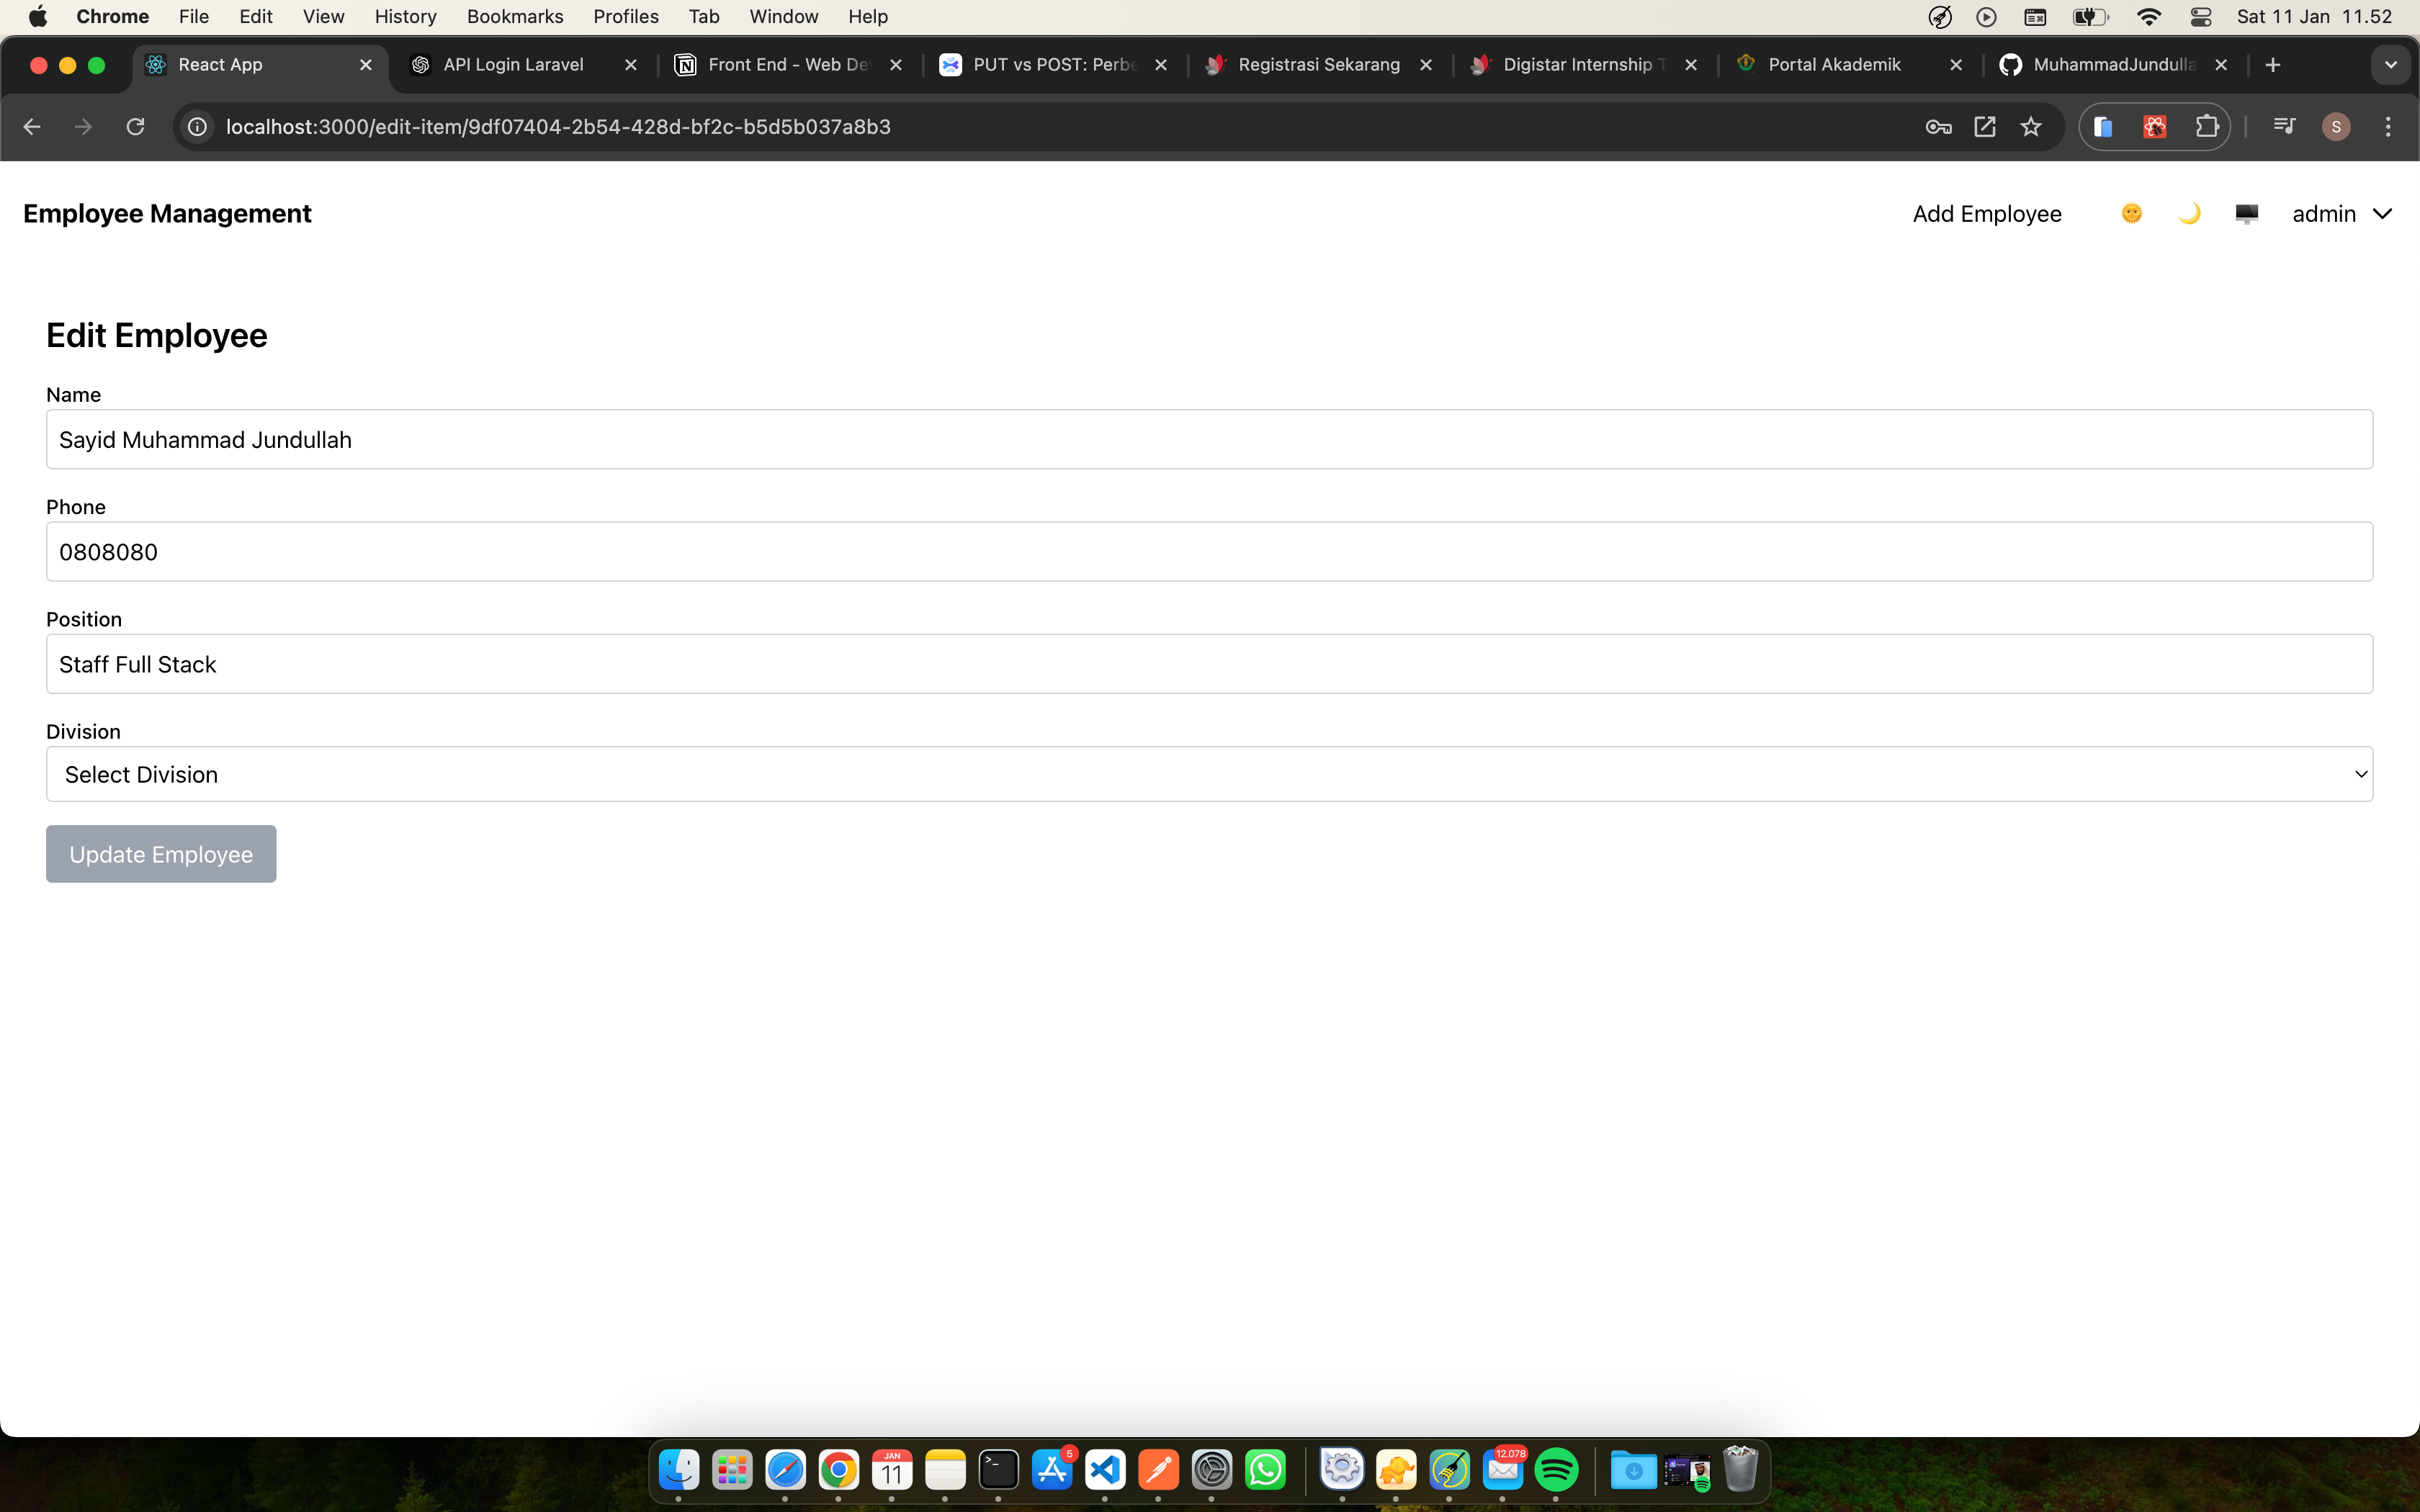 Chrome File Edit View History Bookmarks Profiles Tab Window Help Sat 11 Jan 11.52
React App API Login Laravel Front End - Web De PUT vs POST: Perbe Registrasi Sekarang Digistar Internship T Portal Akademik MuhammadJundulla
localhost:3000/edit-item/9df07404-2b54-428d-bf2c-b5d5b037a8b3 S
Employee Management Add Employee admin
Edit Employee
Name
Sayid Muhammad Jundullah
Phone
0808080
Position
Staff Full Stack
Division
Select Division
Update Employee
JAN 5 12.078
11